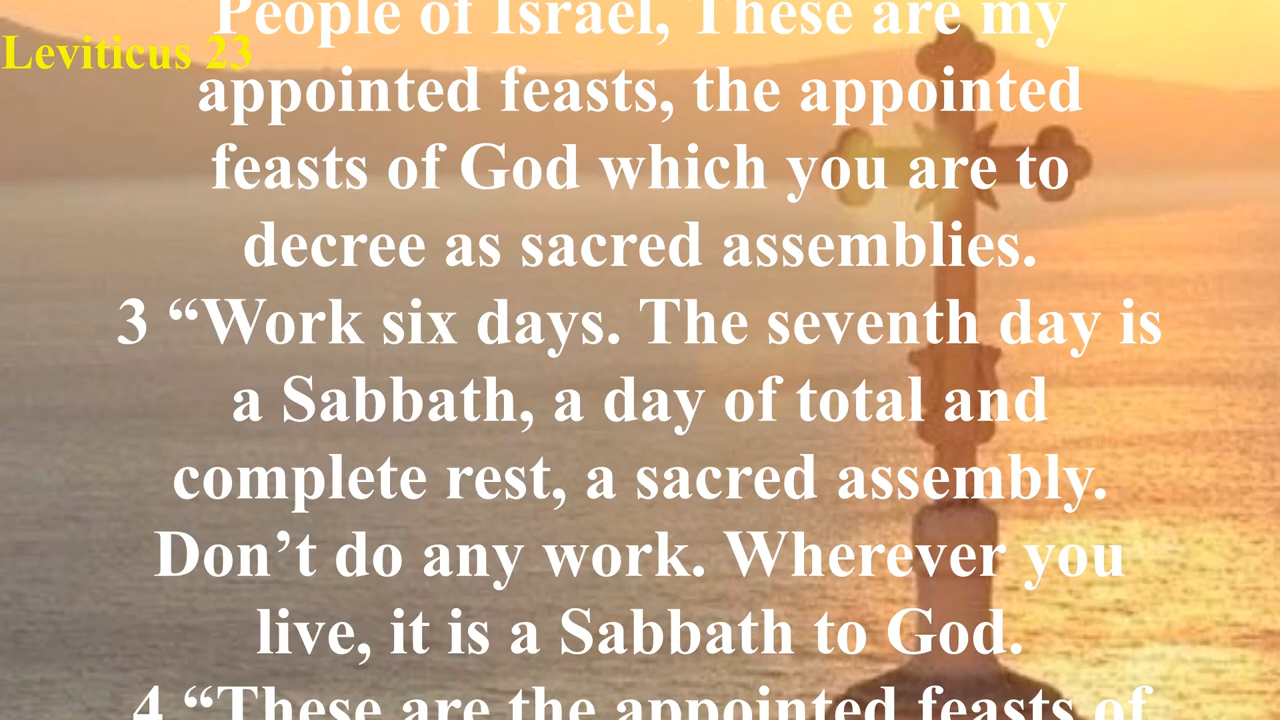 People of Israel, These are my
Leviticus 23
appointed feasts, the appointed
feasts of God which you are to
decree as sacred assemblies.
3 “Work six days. The seventh day is
a Sabbath, a day of total and
complete rest, a sacred assembly.
Don’t do any work. Wherever you
live, it is a Sabbath to God.
4 “These are the appointed feasts of